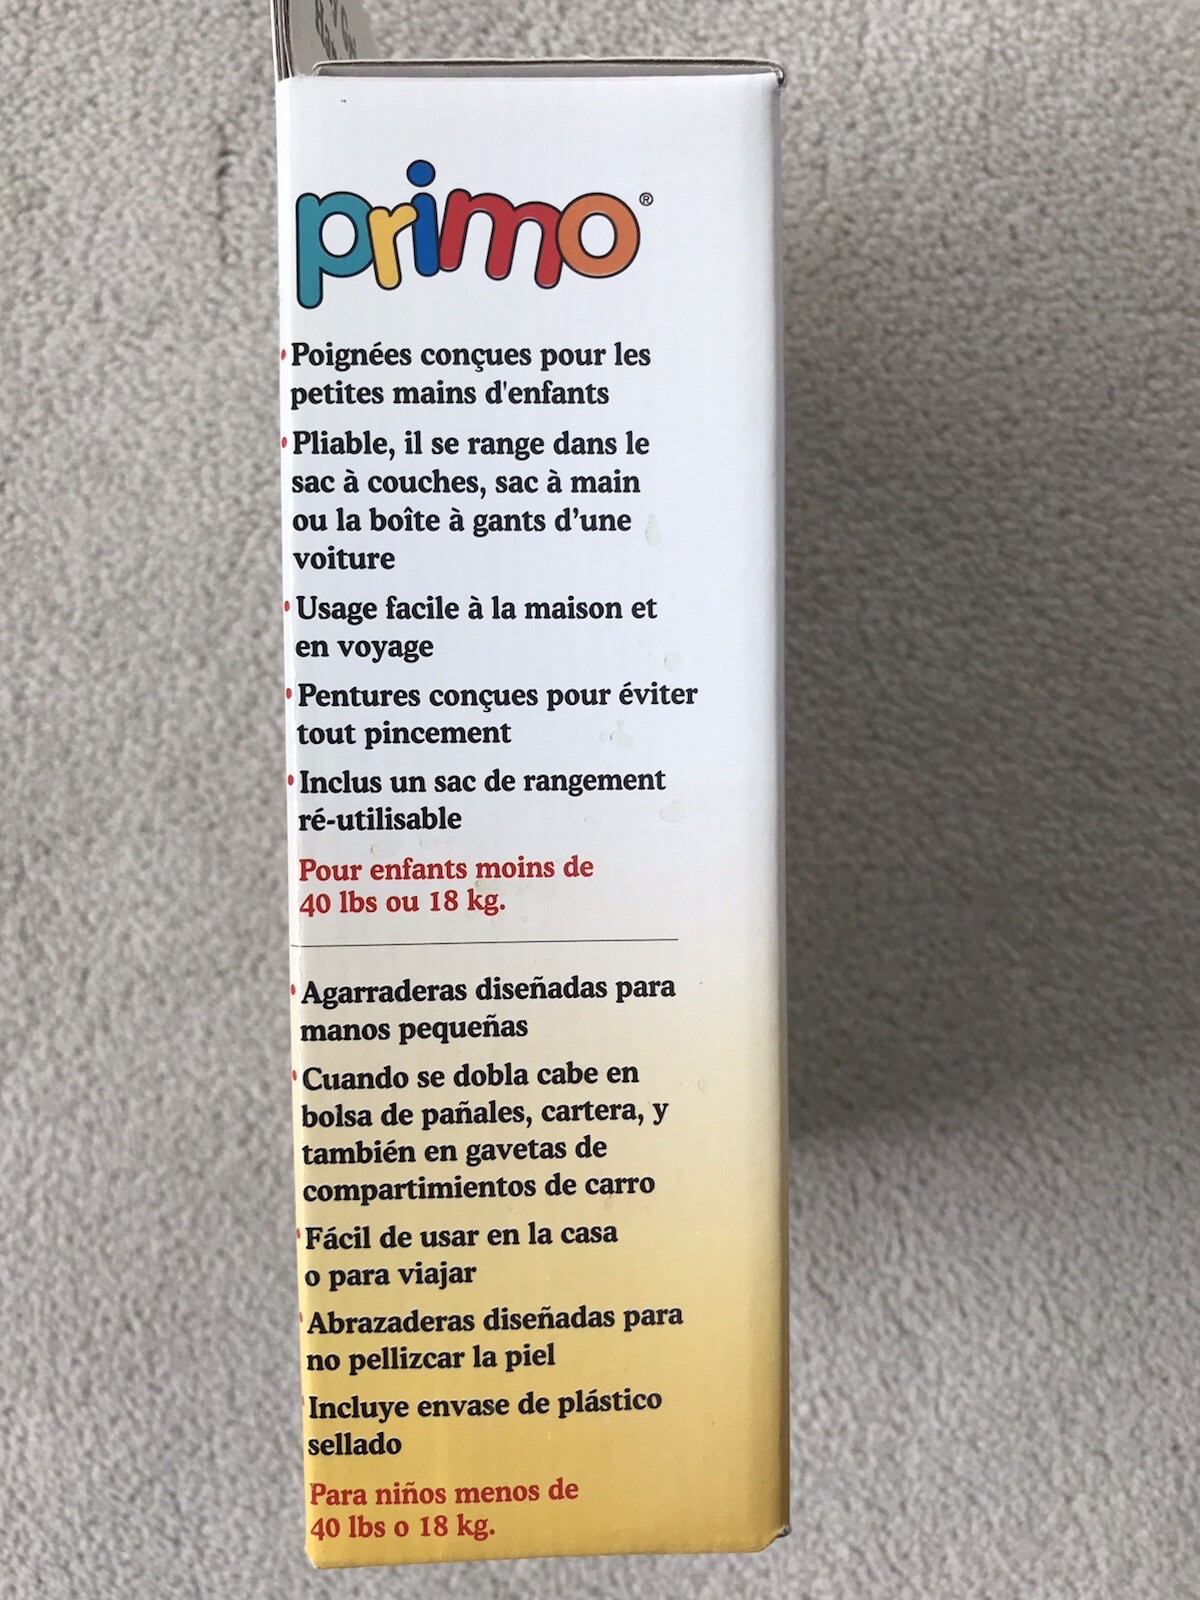 primo®
• Poignées conçues pour les
petites mains d'enfants
• Pliable, il se range dans le
sac à couches, sac à main
ou la boîte à gants d’une
voiture
• Usage facile à la maison et
en voyage
• Pentures conçues pour éviter
tout pincement
• Inclus un sac de rangement
ré-utilisable
Pour enfants moins de
40 lbs ou 18 kg.
• Agarraderas diseñadas para
manos pequeñas
• Cuando se dobla cabe en
bolsa de pañales, cartera, y
también en gavetas de
compartimientos de carro
• Fácil de usar en la casa
o para viajar
• Abrazaderas diseñadas para
no pellizcar la piel
• Incluye envase de plástico
sellado
Para niños menos de
40 lbs o 18 kg.